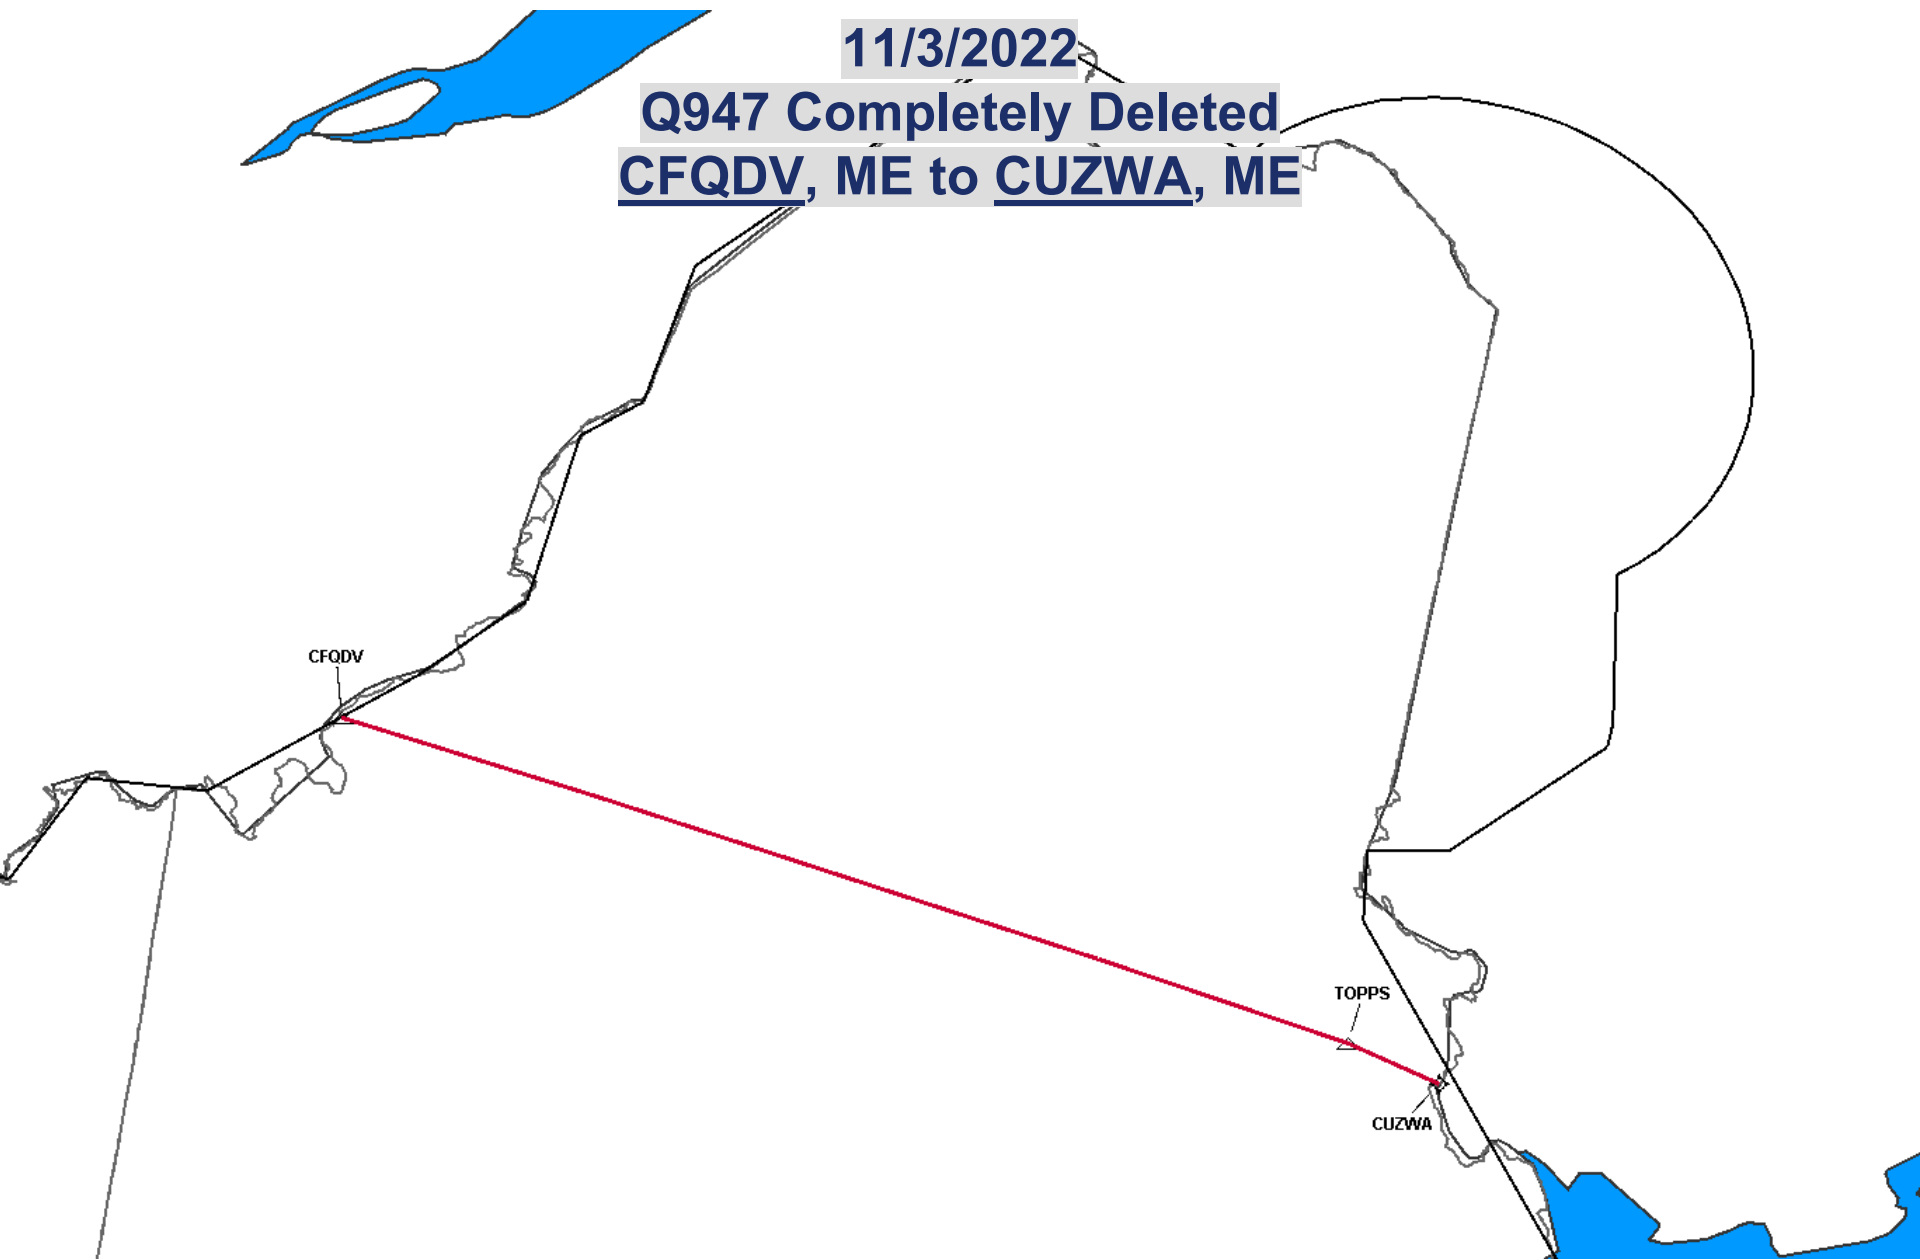 11/3/2022
Q947 Completely Deleted
CFQDV, ME to CUZWA, ME
CFQDV
TOPPS
CUZWA